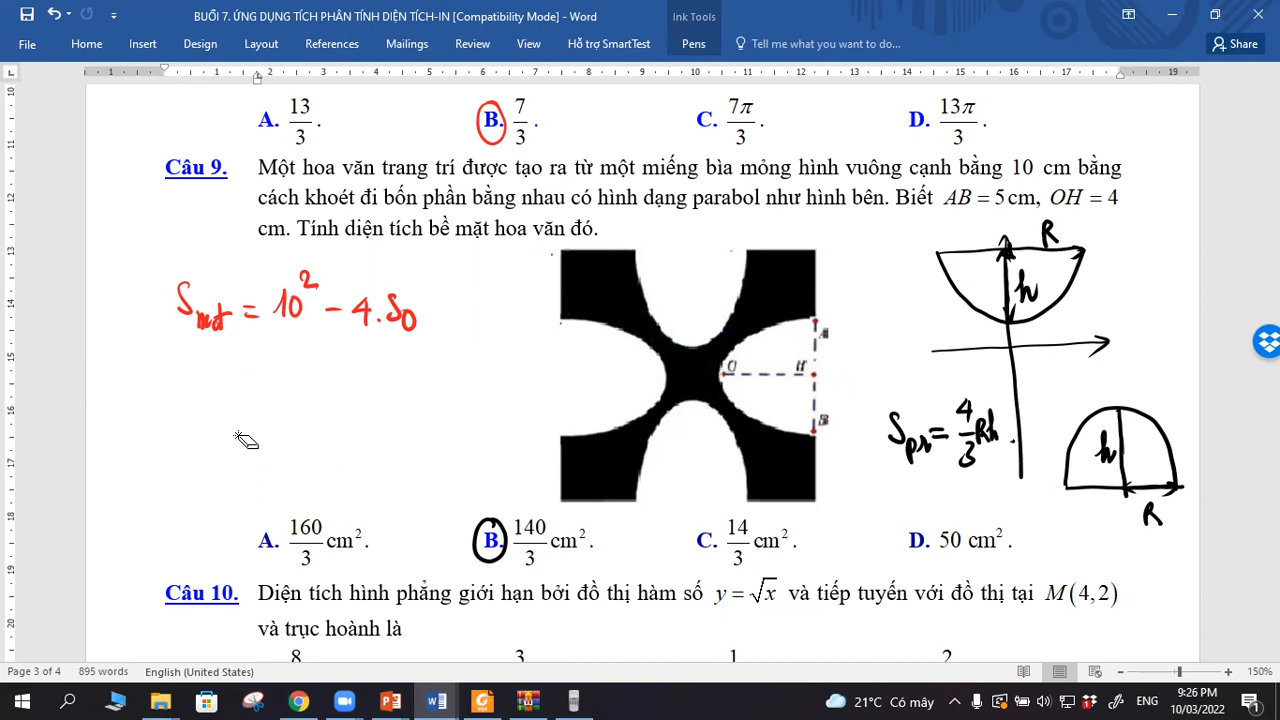 BUỔI 7. ỨNG DỤNG TÍCH PHÂN TÍNH DIỆN TÍCH-IN [Compatibility Mode] - Word
Ink Tools
File Home Insert Design Layout References Mailings Review View Hỗ trợ SmartTest Pens Tell me what you want to do... Share
A. 13/3 . B. 7/3 . C. 7π/3 . D. 13π/3 .
Câu 9. Một hoa văn trang trí được tạo ra từ một miếng bìa mỏng hình vuông cạnh bằng 10 cm bằng
cách khoét đi bốn phần bằng nhau có hình dạng parabol như hình bên. Biết AB = 5 cm, OH = 4
cm. Tính diện tích bề mặt hoa văn đó.
R
h
S = 10² – 4.S₀
A
O H
B
S = 4/3 Rh .
h
R
A. 160/3 cm². B. 140/3 cm². C. 14/3 cm². D. 50 cm².
Câu 10. Diện tích hình phẳng giới hạn bởi đồ thị hàm số y = √x và tiếp tuyến với đồ thị tại M(4,2)
và trục hoành là
8 3 1 2
Page 3 of 4 895 words English (United States) 150%
21°C Có mây ENG 9:26 PM
10/03/2022